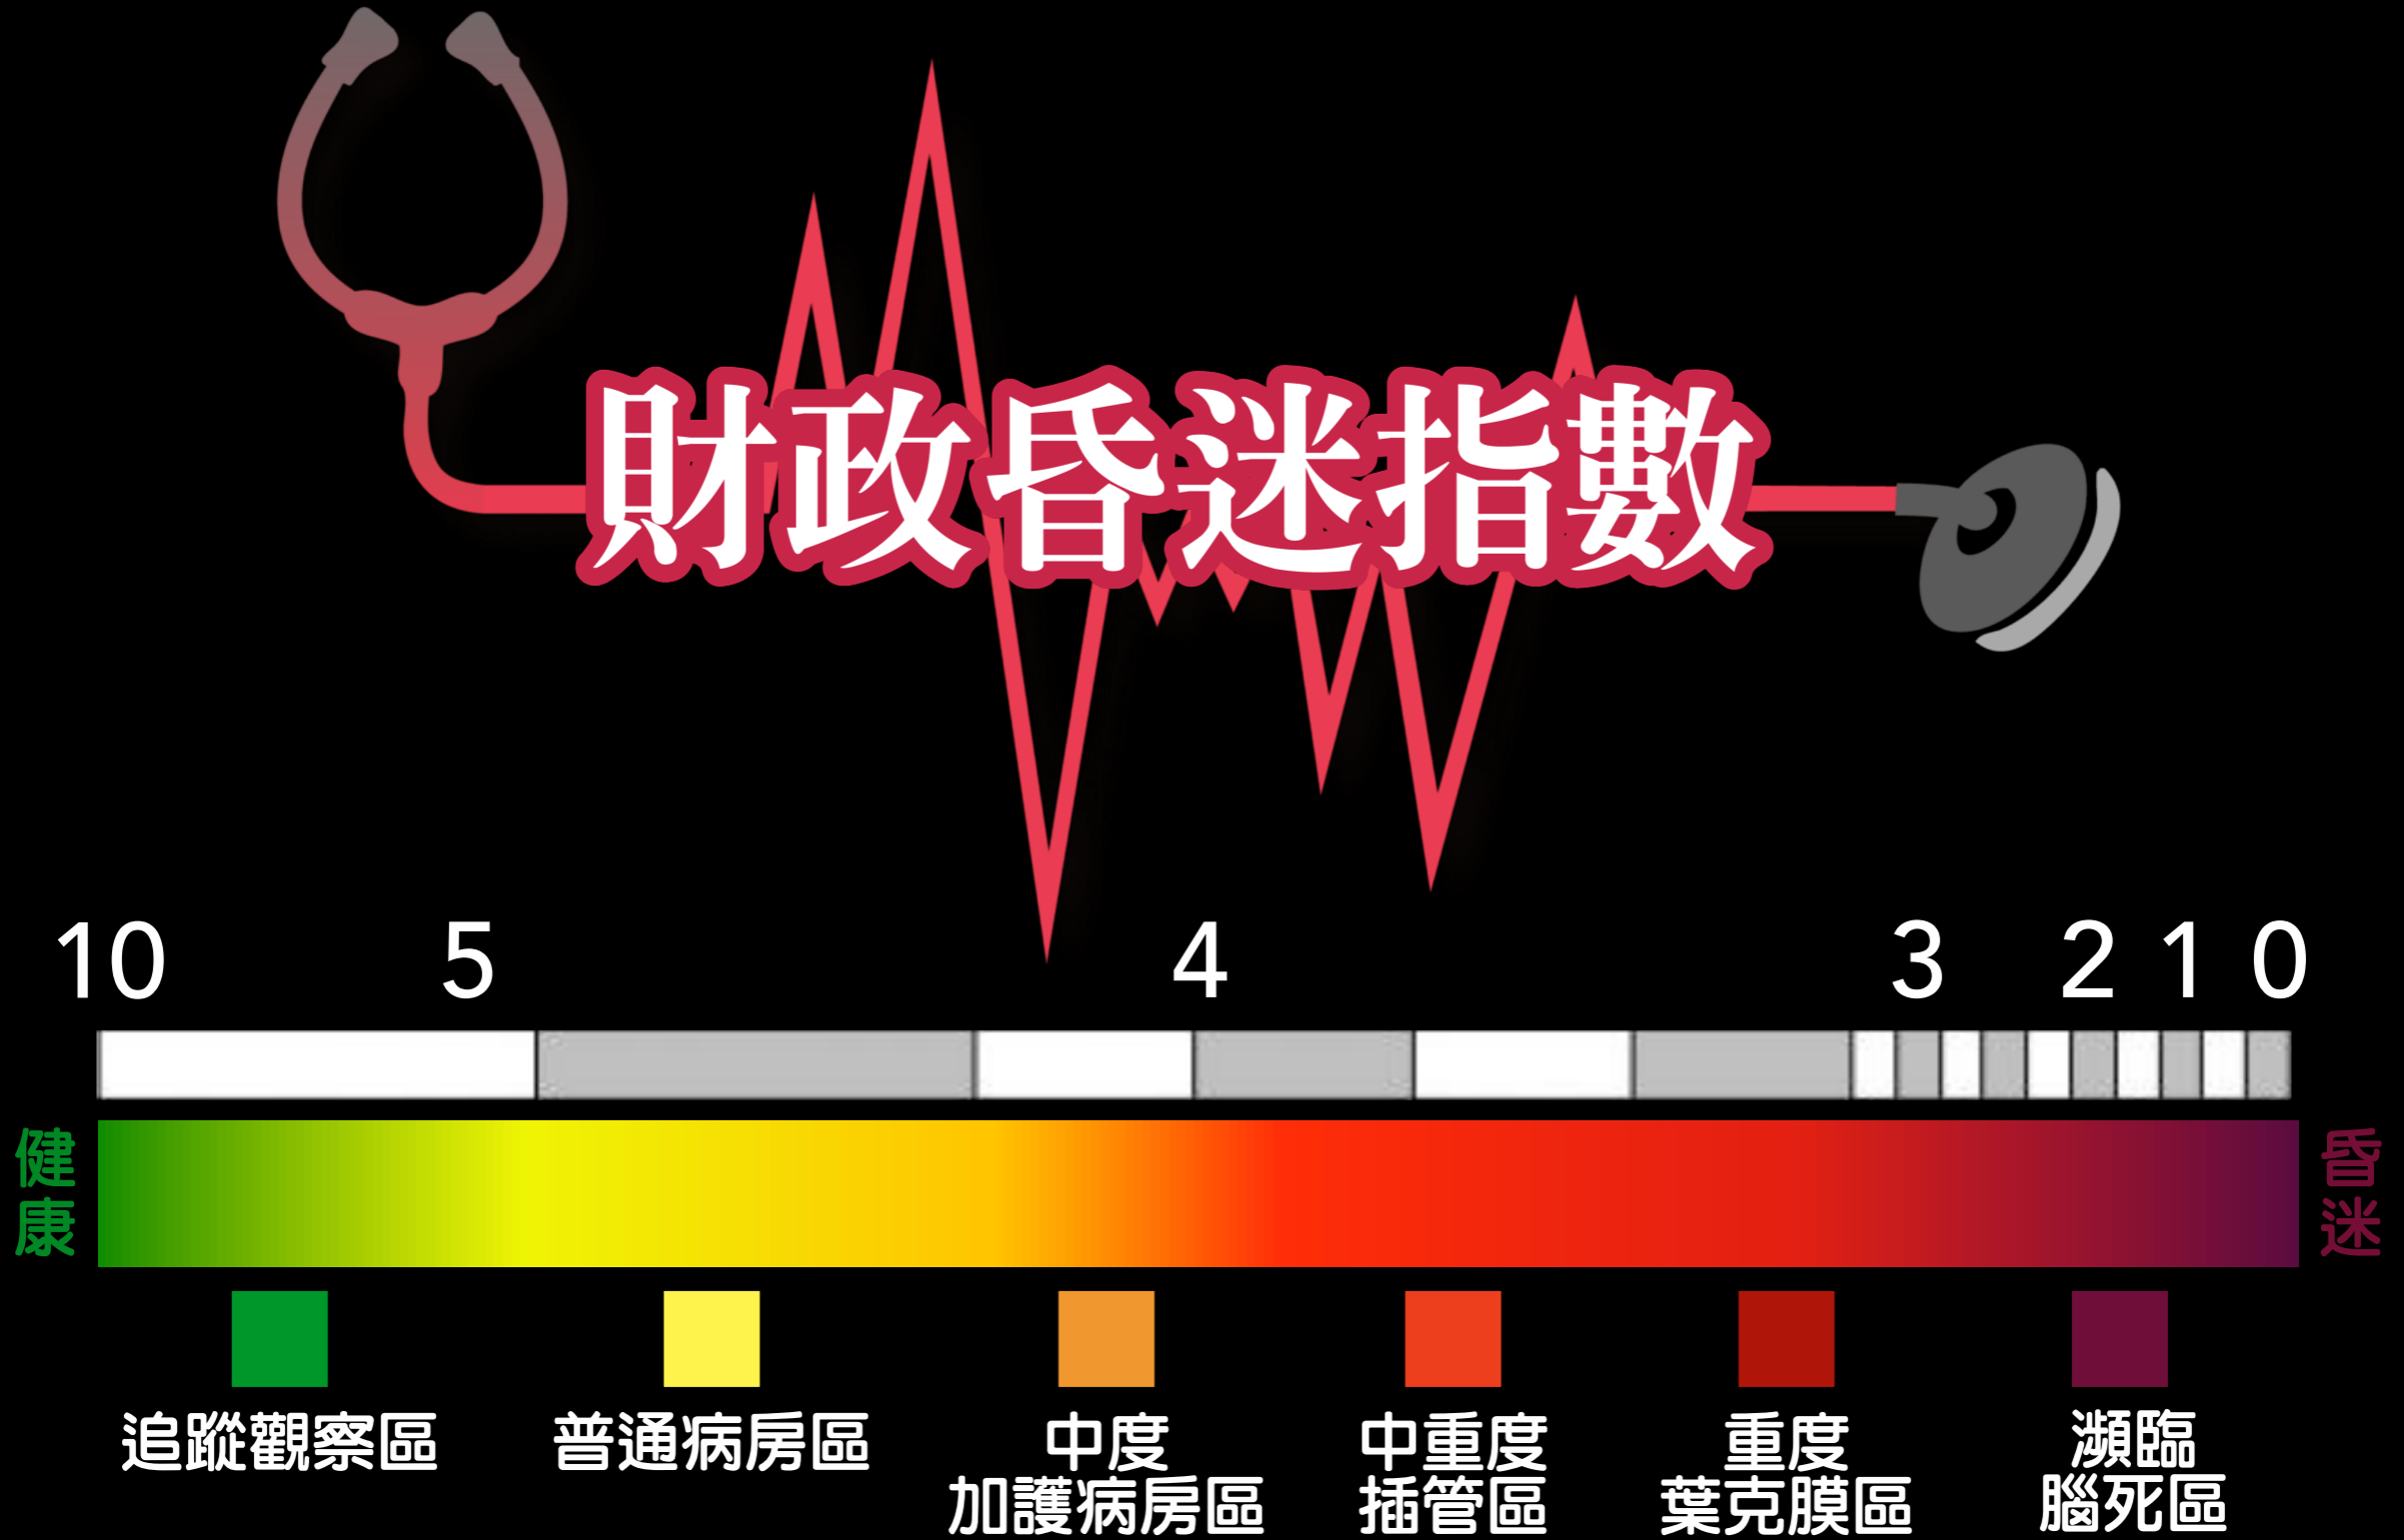 財政昏迷指數
10 5 4 3 2 1 0
健康
昏迷
追蹤觀察區
普通病房區
中度
加護病房區
中重度
插管區
重度
葉克膜區
瀕臨
腦死區